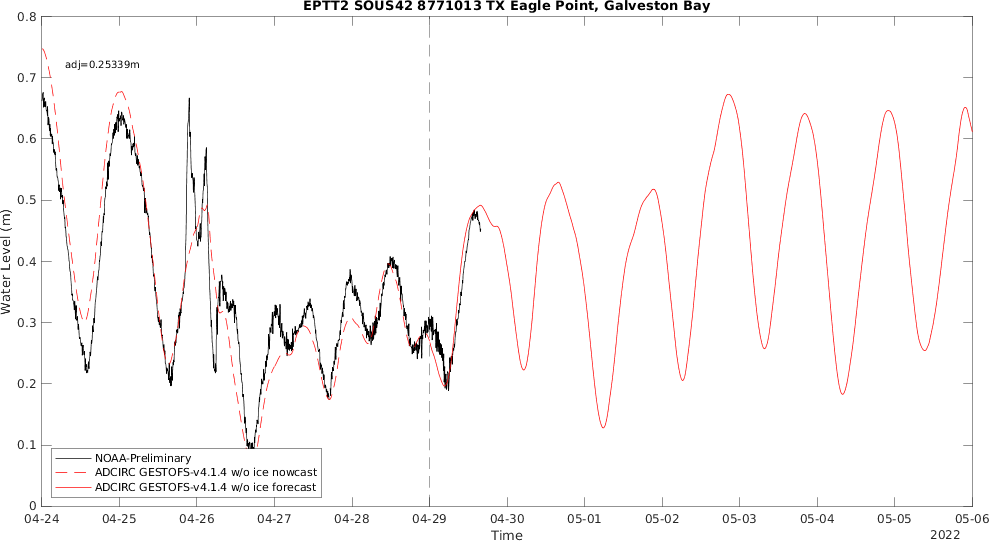 EPTT2 SOUS42 8771013 TX Eagle Point, Galveston Bay
0.8
adj=0.25339m
0.7
0.6
0.5
0.4
0.3
0.2
0.1
0
Water Level (m)
NOAA-Preliminary
ADCIRC GESTOFS-v4.1.4 w/o ice nowcast
ADCIRC GESTOFS-v4.1.4 w/o ice forecast
04-24 04-25 04-26 04-27 04-28 04-29 04-30 05-01 05-02 05-03 05-04 05-05 05-06
Time
2022